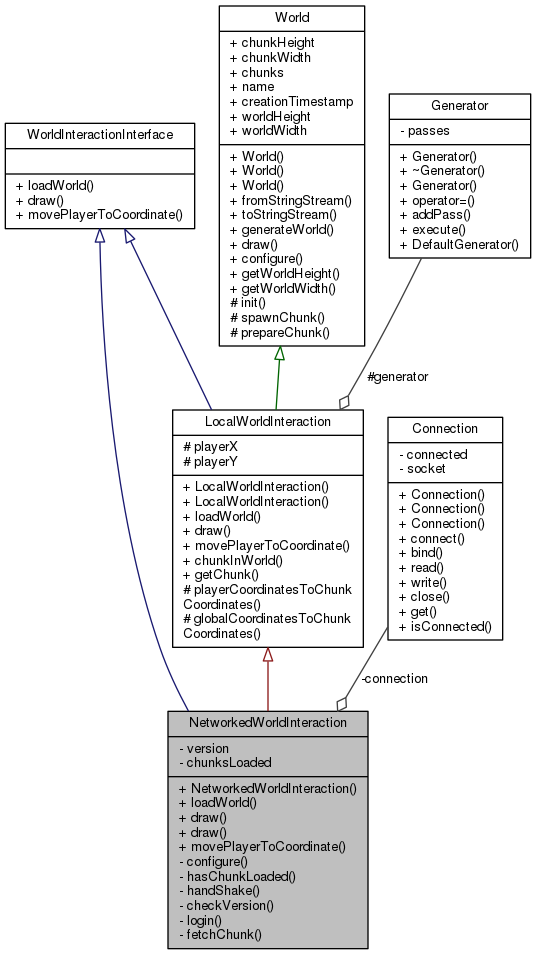 World
+ chunkHeight
+ chunkWidth
+ chunks
+ name
+ creationTimestamp
+ worldHeight
+ worldWidth
+ World()
+ World()
+ World()
+ fromStringStream()
+ toStringStream()
+ generateWorld()
+ draw()
+ configure()
+ getWorldHeight()
+ getWorldWidth()
# init()
# spawnChunk()
# prepareChunk()
Generator
- passes
+ Generator()
+ ~Generator()
+ Generator()
+ operator=()
+ addPass()
+ execute()
+ DefaultGenerator()
WorldInteractionInterface
+ loadWorld()
+ draw()
+ movePlayerToCoordinate()
#generator
LocalWorldInteraction
# playerX
# playerY
+ LocalWorldInteraction()
+ LocalWorldInteraction()
+ loadWorld()
+ draw()
+ movePlayerToCoordinate()
+ chunkInWorld()
+ getChunk()
# playerCoordinatesToChunk
Coordinates()
# globalCoordinatesToChunk
Coordinates()
Connection
- connected
- socket
+ Connection()
+ Connection()
+ Connection()
+ connect()
+ bind()
+ read()
+ write()
+ close()
+ get()
+ isConnected()
-connection
NetworkedWorldInteraction
- version
- chunksLoaded
+ NetworkedWorldInteraction()
+ loadWorld()
+ draw()
+ draw()
+ movePlayerToCoordinate()
- configure()
- hasChunkLoaded()
- handShake()
- checkVersion()
- login()
- fetchChunk()